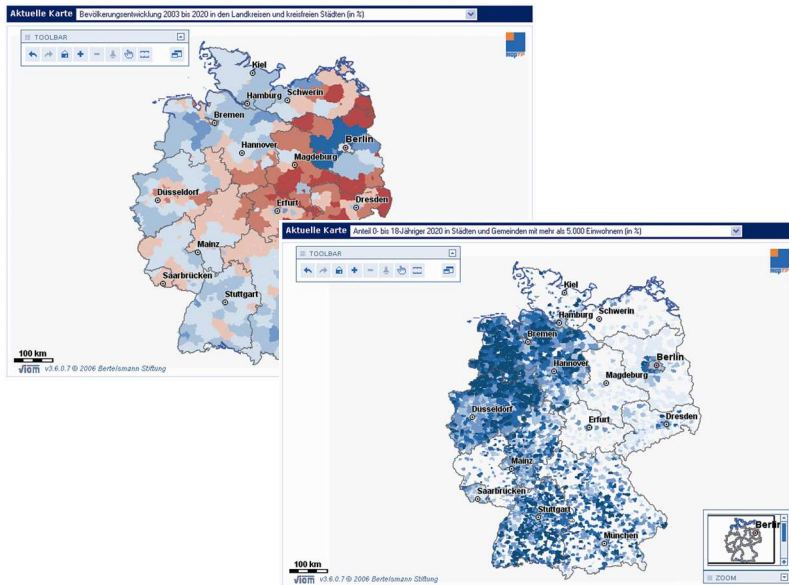 Aktuelle Karte Bevölkerungsentwicklung 2003 bis 2020 in den Landkreisen und kreisfreien Städten (in %)
TOOLBAR
Kiel
Hamburg
Schwerin
Bremen
Berlin
Hannover
Magdeburg
Düsseldorf
Erfurt
Dresden
Mainz
Saarbrücken
Stuttgart
100 km
v3.6.0.7 © 2006 Bertelsmann Stiftung
Aktuelle Karte Anteil 0- bis 18-Jähriger 2020 in Städten und Gemeinden mit mehr als 5.000 Einwohnern (in %)
TOOLBAR
Kiel
Hamburg
Schwerin
Bremen
Berlin
Hannover
Magdeburg
Düsseldorf
Erfurt
Dresden
Mainz
Saarbrücken
Stuttgart
München
100 km
v3.6.0.7 © 2006 Bertelsmann Stiftung
ZOOM